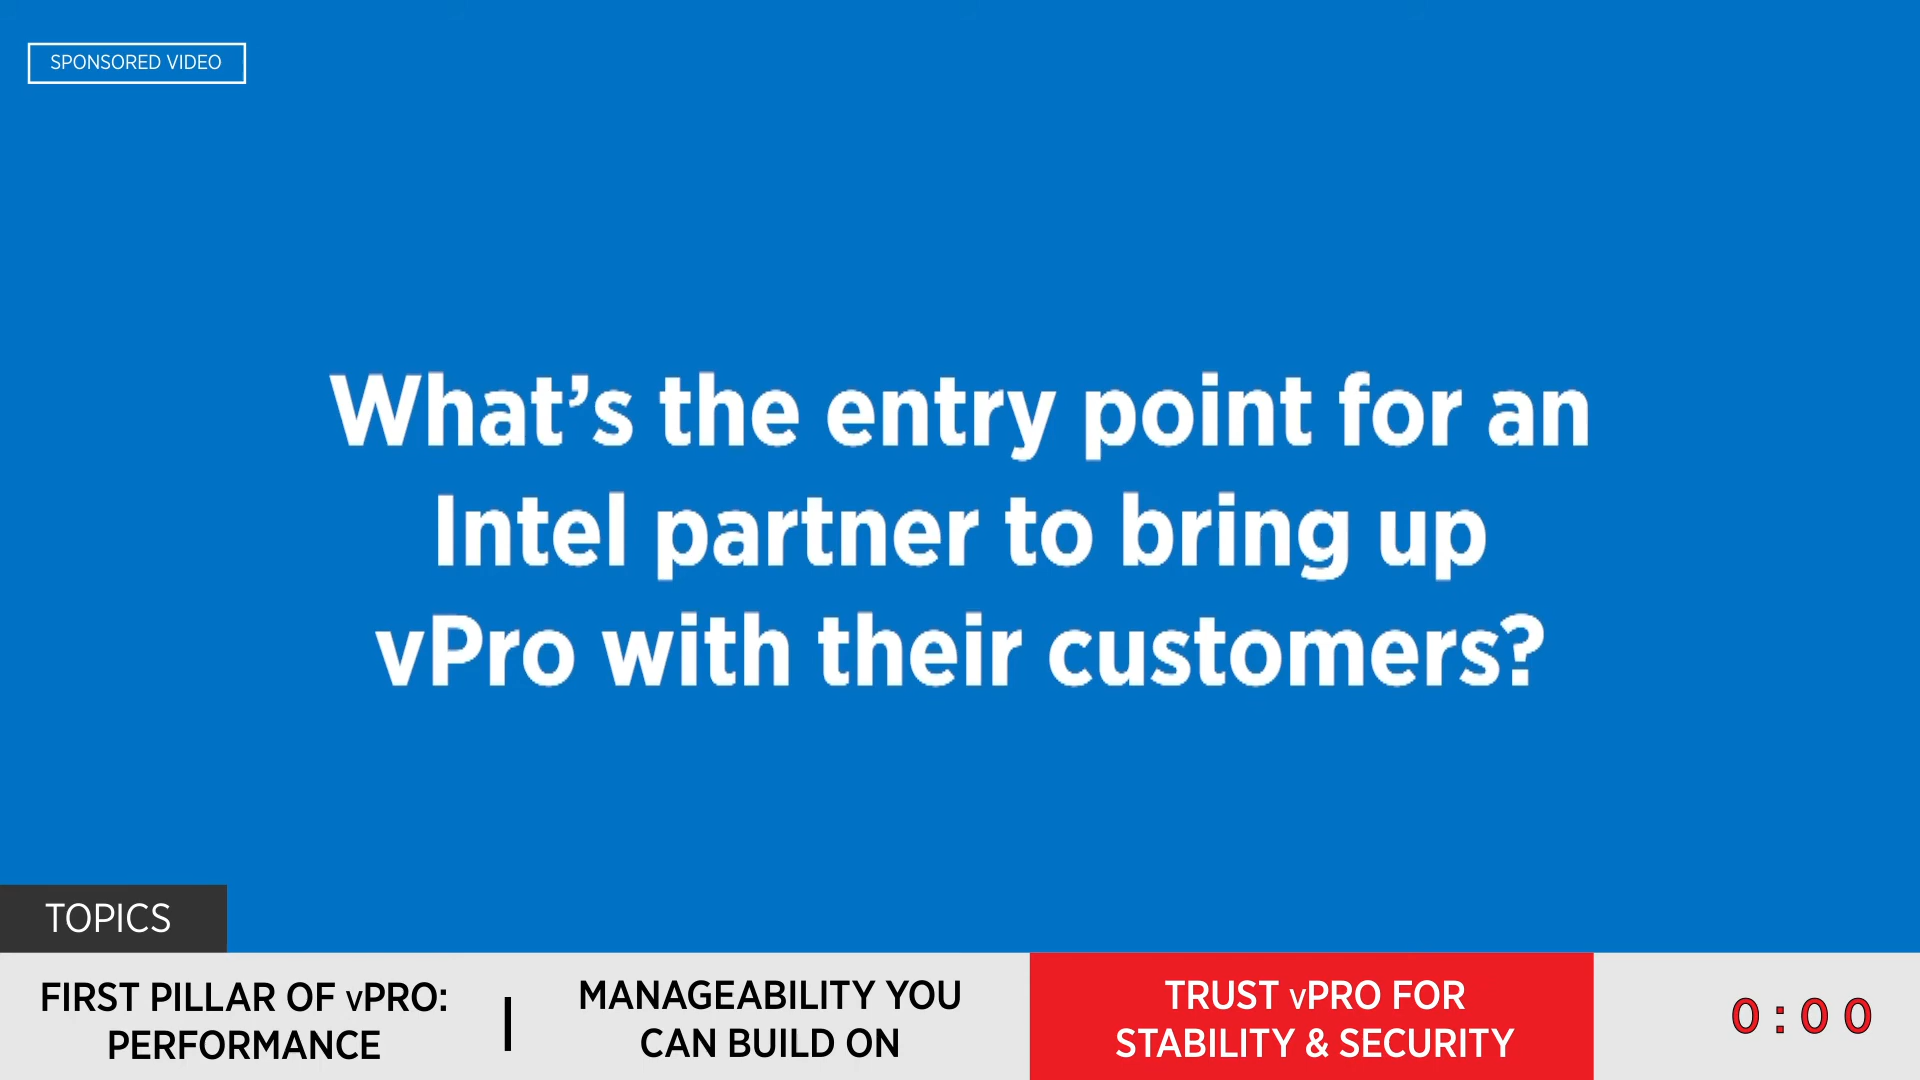 SPONSORED VIDEO
What’s the entry point for an
Intel partner to bring up
vPro with their customers?
TOPICS
FIRST PILLAR OF vPRO:
PERFORMANCE
MANAGEABILITY YOU
CAN BUILD ON
TRUST vPRO FOR
STABILITY & SECURITY
0:00